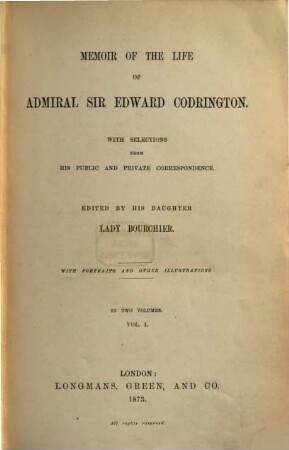 MEMOIR OF THE LIFE
OF
ADMIRAL SIR EDWARD CODRINGTON.
WITH SELECTIONS
FROM
HIS PUBLIC AND PRIVATE CORRESPONDENCE.
EDITED BY HIS DAUGHTER
LADY BOURCHIER.
WITH PORTRAITS AND OTHER ILLUSTRATIONS
IN TWO VOLUMES.
VOL. I.
LONDON:
LONGMANS, GREEN, AND CO.
1873.
All rights reserved.